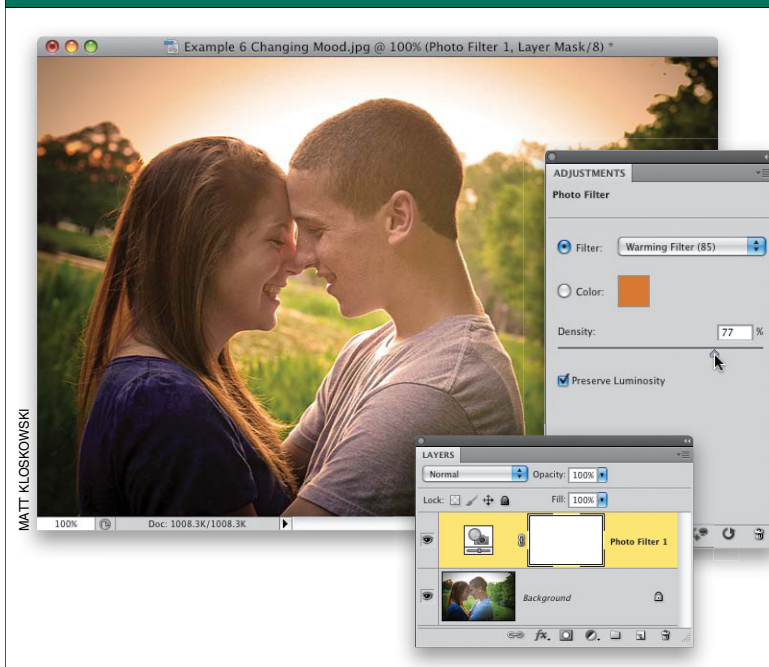 Example 6 Changing Mood.jpg @ 100% (Photo Filter 1, Layer Mask/8) *
ADJUSTMENTS
Photo Filter
Filter: Warming Filter (85)
Color:
Density: 77 %
Preserve Luminosity
MATT KLOSKOWSKI
100% Doc: 1008.3K/1008.3K
LAYERS
Normal Opacity: 100%
Lock: Fill: 100%
Photo Filter 1
Background
fx.